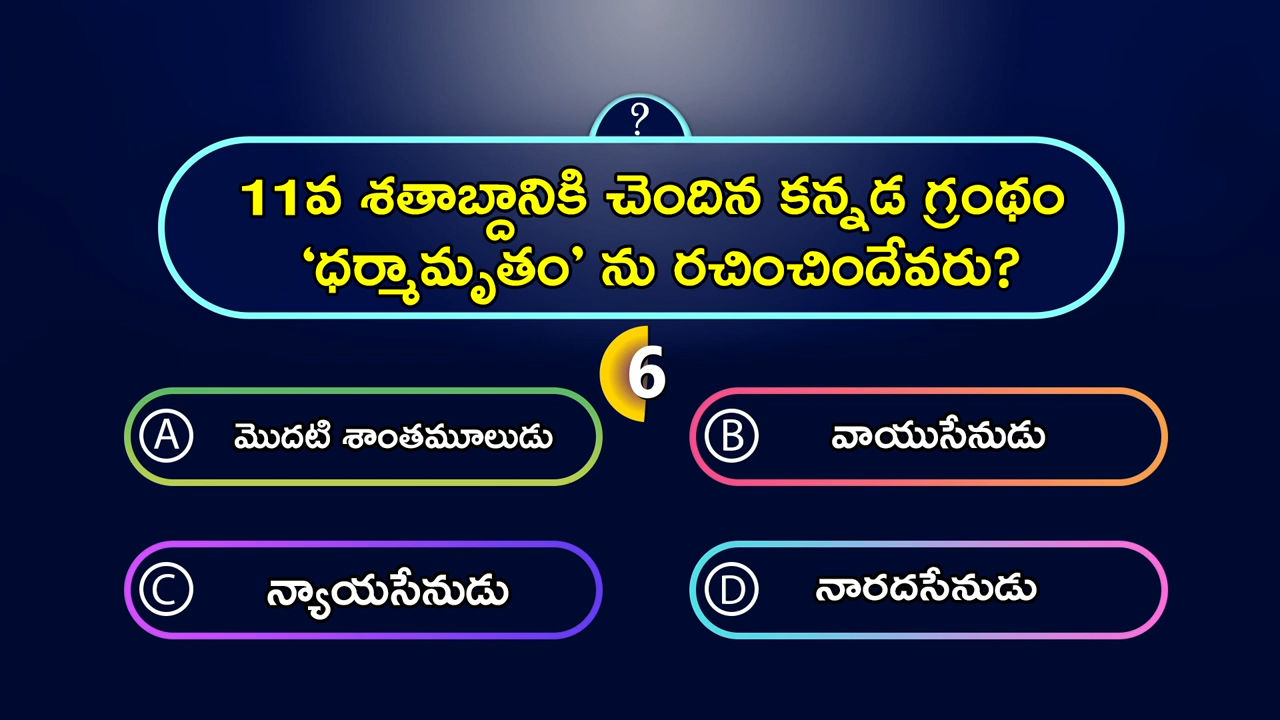 ?
11వ శతాబ్దానికి చెందిన కన్నడ గ్రంథం
‘ధర్మామృతం’ ను రచించిందేవరు?
6
A మొదటి శాంతమూలుడు
B వాయుసేనుడు
C న్యాయసేనుడు
D నారదసేనుడు